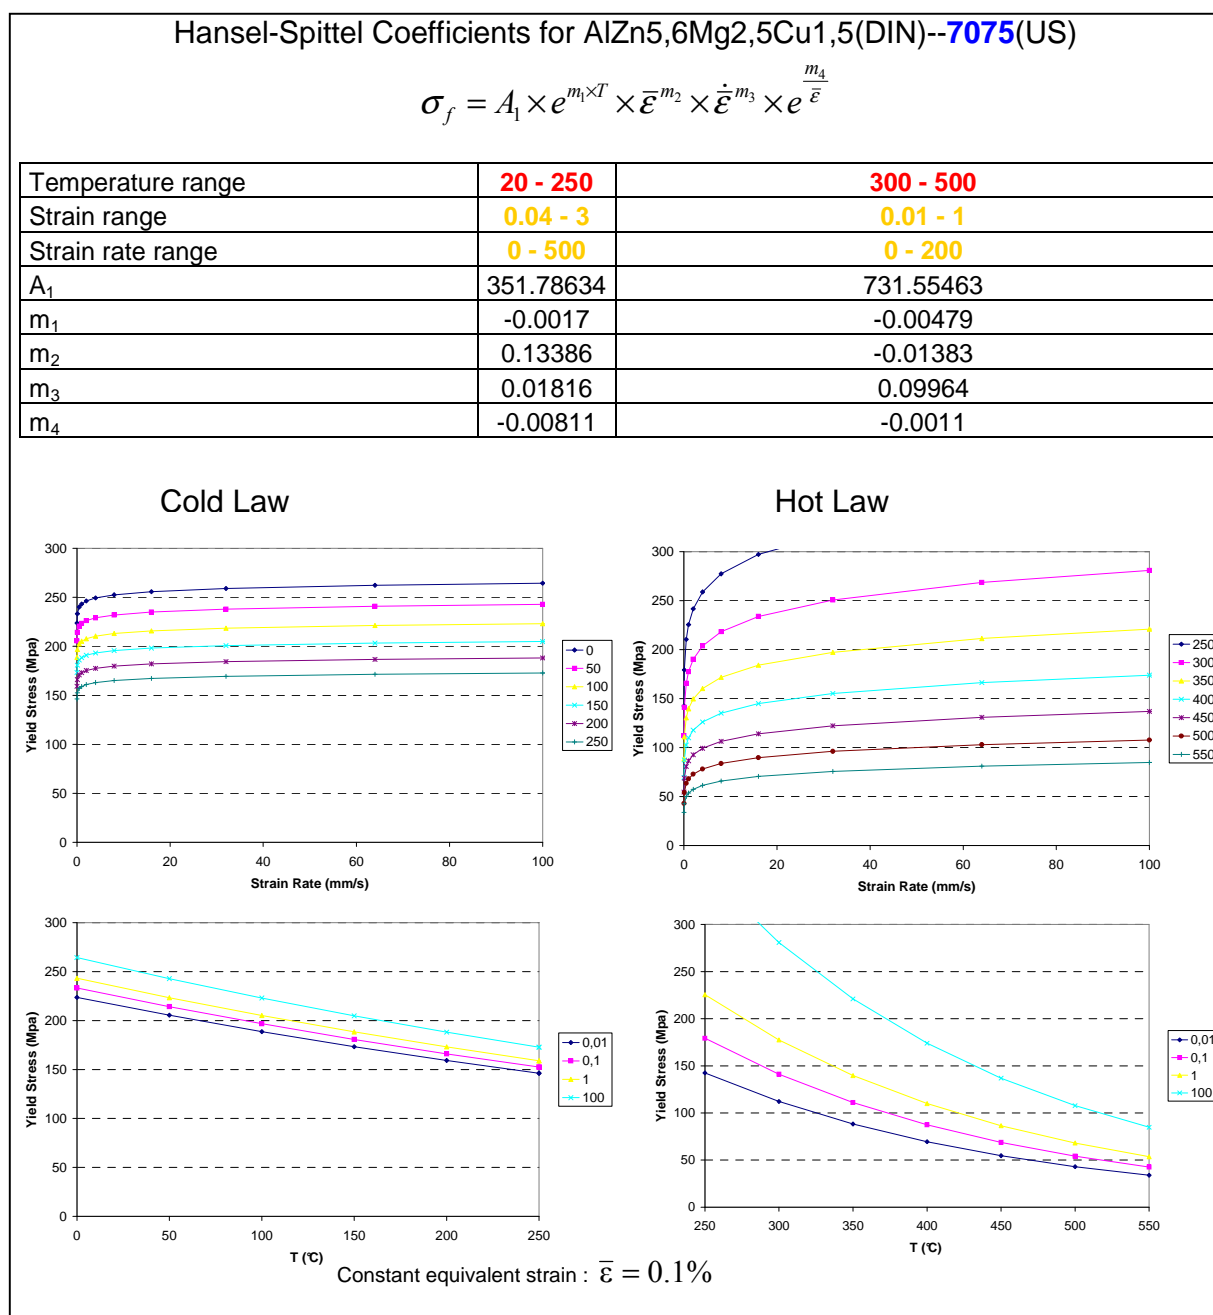 Hansel-Spittel Coefficients for AlZn5,6Mg2,5Cu1,5(DIN)--7075(US)
σ_f = A₁ × e^{m₁×T} × ε̄^{m₂} × ε̄̇^{m₃} × e^{m₄/ε̄}
Temperature range 20 - 250 300 - 500
Strain range 0.04 - 3 0.01 - 1
Strain rate range 0 - 500 0 - 200
A₁ 351.78634 731.55463
m₁ -0.0017 -0.00479
m₂ 0.13386 -0.01383
m₃ 0.01816 0.09964
m₄ -0.00811 -0.0011
Cold Law
300
250
200
150
100
50
0
0 20 40 60 80 100
Yield Stress (Mpa)
Strain Rate (mm/s)
0
50
100
150
200
250
Hot Law
300
250
200
150
100
50
0
0 20 40 60 80 100
Yield Stress (Mpa)
Strain Rate (mm/s)
250
300
350
400
450
500
550
300
250
200
150
100
50
0
0 50 100 150 200 250
Yield Stress (Mpa)
T (°C)
0,01
0,1
1
100
300
250
200
150
100
50
0
250 300 350 400 450 500 550
Yield Stress (Mpa)
T (°C)
0,01
0,1
1
100
Constant equivalent strain : ε̄ = 0.1%